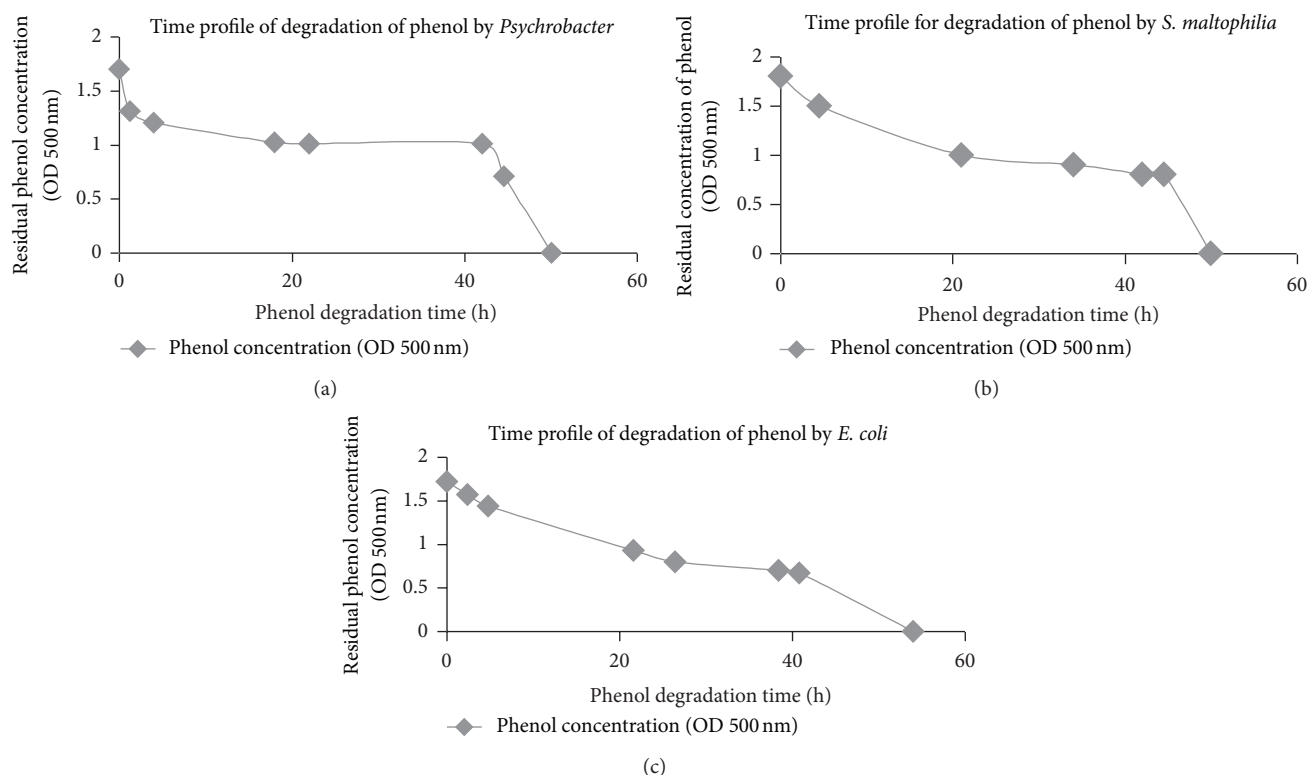 Time profile of degradation of phenol by Psychrobacter
Residual phenol concentration
(OD 500 nm)
2
1.5
1
0.5
0
0
20
40
60
Phenol degradation time (h)
Phenol concentration (OD 500 nm)
(a)
Time profile for degradation of phenol by S. maltophilia
Residual concentration of phenol
(OD 500 nm)
2
1.5
1
0.5
0
0
20
40
60
Phenol degradation time (h)
Phenol concentration (OD 500 nm)
(b)
Time profile of degradation of phenol by E. coli
Residual phenol concentration
(OD 500 nm)
2
1.5
1
0.5
0
0
20
40
60
Phenol degradation time (h)
Phenol concentration (OD 500 nm)
(c)